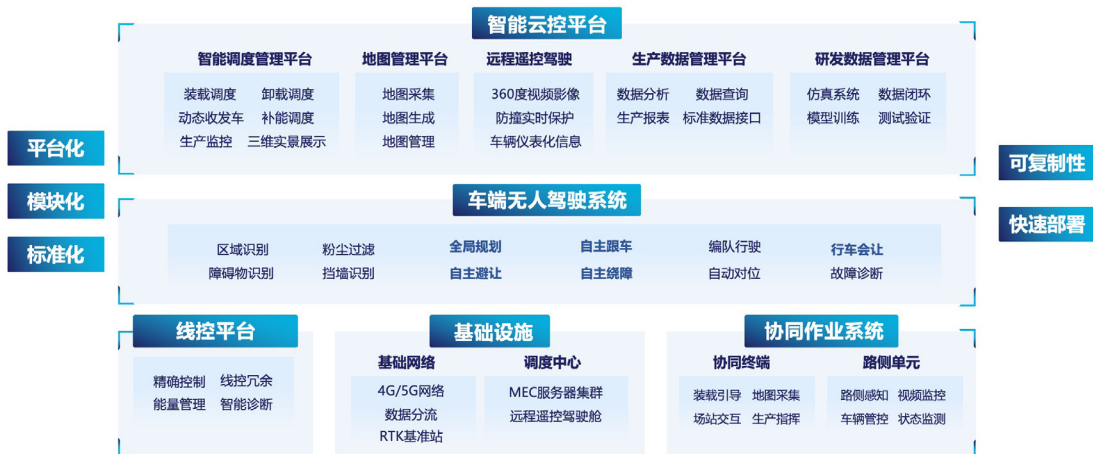 智能云控平台
智能调度管理平台 地图管理平台 远程遥控驾驶 生产数据管理平台 研发数据管理平台
装载调度 卸载调度 地图采集 360度视频影像 数据分析 数据查询 仿真系统 数据闭环
动态收发车 补能调度 地图生成 防撞实时保护 生产报表 标准数据接口 模型训练 测试验证
生产监控 三维实景展示 地图管理 车辆仪表化信息
平台化
模块化
标准化
可复制性
快速部署
车端无人驾驶系统
区域识别 粉尘过滤 全局规划 自主跟车 编队行驶 行车会让
障碍物识别 挡墙识别 自主避让 自主绕障 自动对位 故障诊断
线控平台
精确控制 线控冗余
能量管理 智能诊断
基础设施
基础网络 调度中心
4G/5G网络 MEC服务器集群
数据分流 远程遥控驾驶舱
RTK基准站
协同作业系统
协同终端 路侧单元
装载引导 地图采集 路侧感知 视频监控
场站交互 生产指挥 车辆管控 状态监测